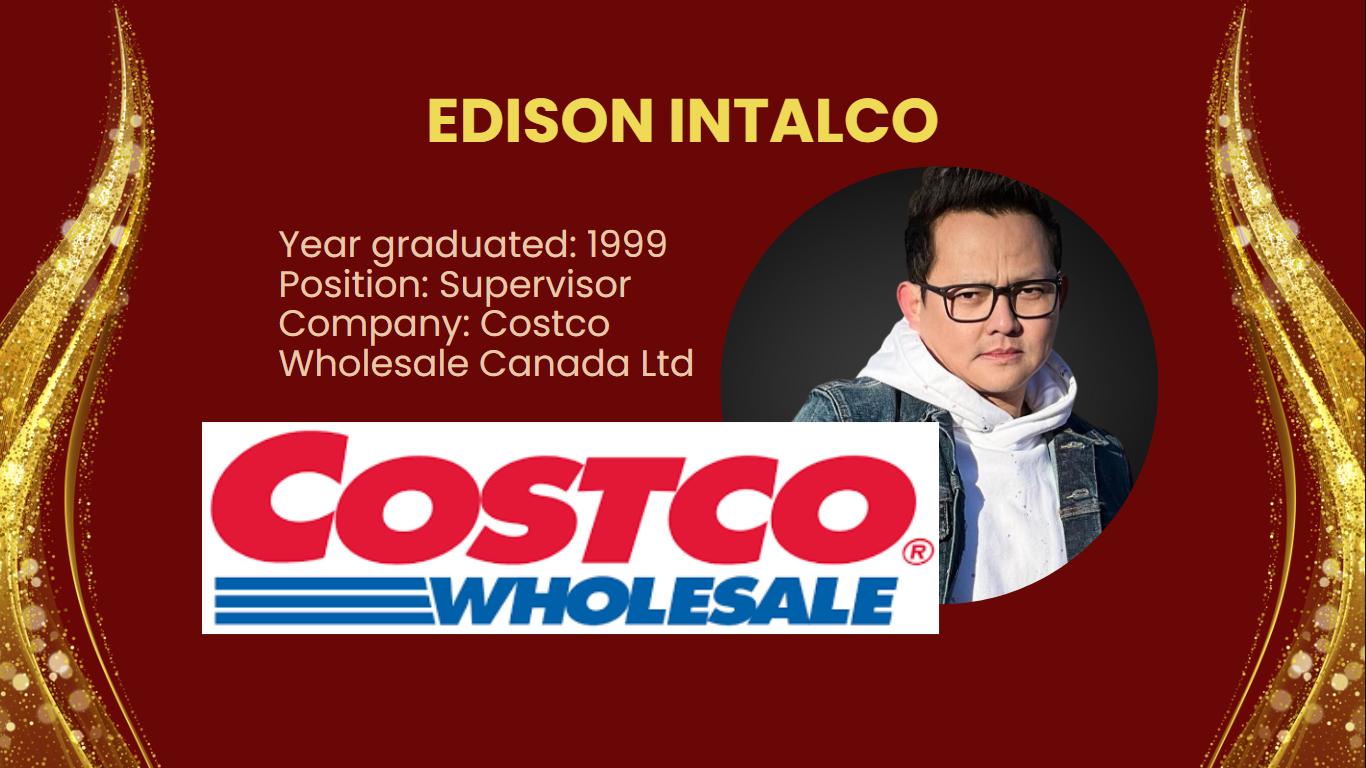 EDISON INTALCO
Year graduated: 1999
Position: Supervisor
Company: Costco
Wholesale Canada Ltd
COSTCO
®
WHOLESALE